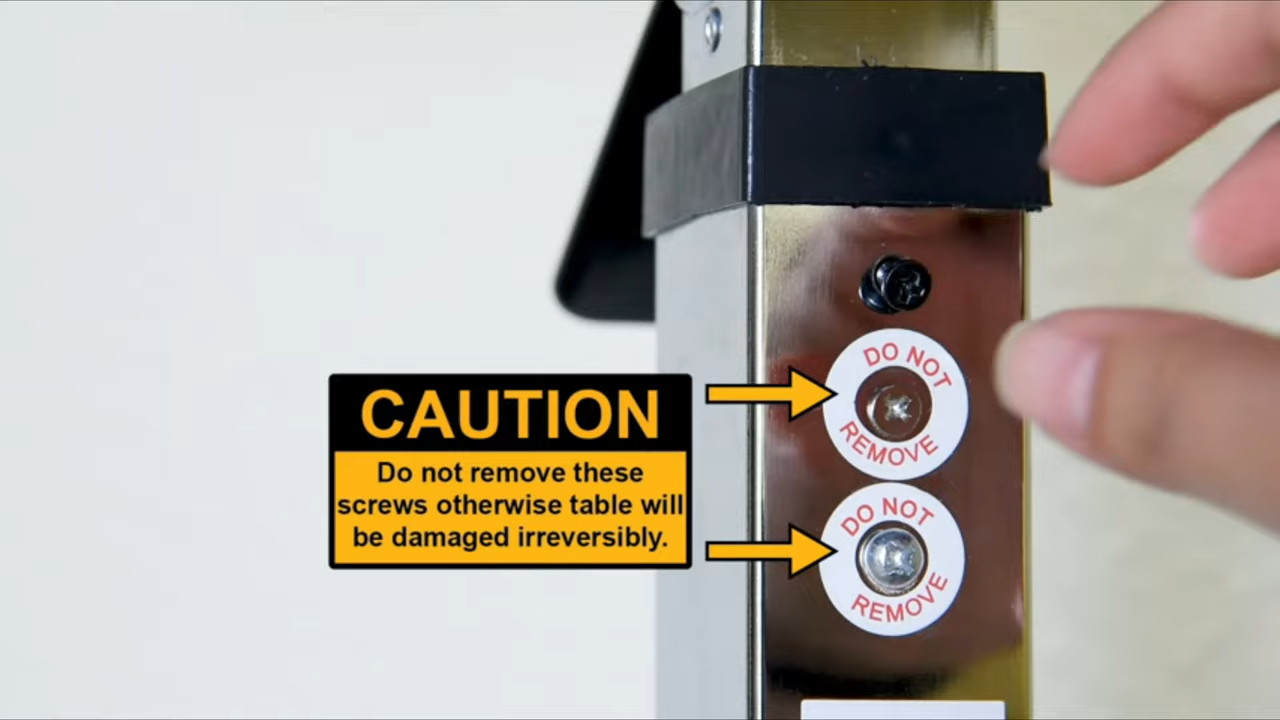 CAUTION
Do not remove these
screws otherwise table will
be damaged irreversibly.
DO NOT
REMOVE
DO NOT
REMOVE